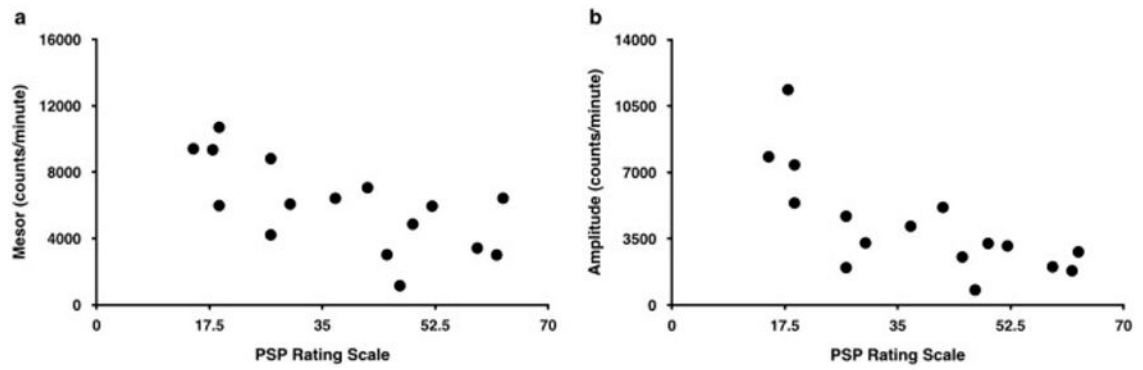 a
Mesor (counts/minute)
16000
12000
8000
4000
0
0 17.5 35 52.5 70
PSP Rating Scale
b
Amplitude (counts/minute)
14000
10500
7000
3500
0
0 17.5 35 52.5 70
PSP Rating Scale